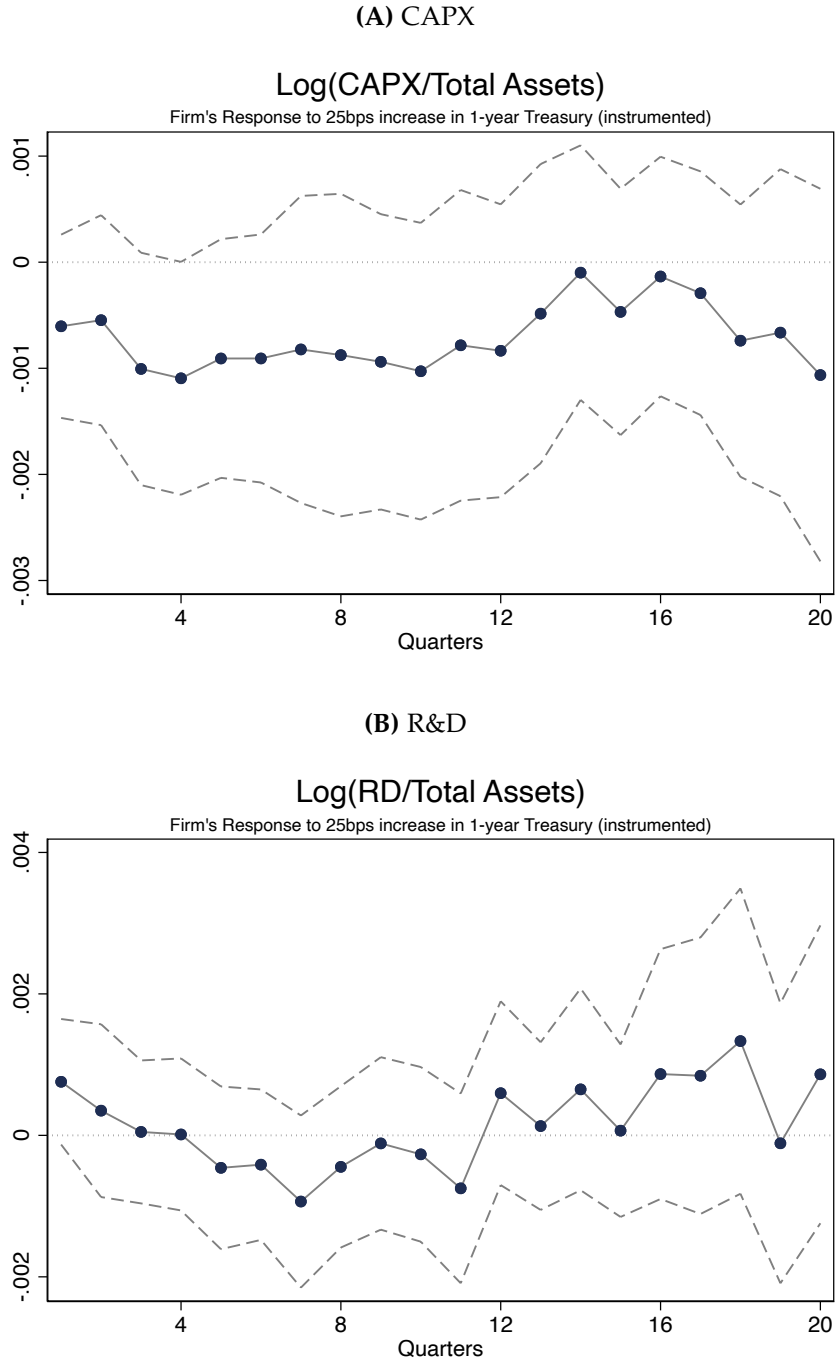 (A) CAPX
Log(CAPX/Total Assets)
Firm's Response to 25bps increase in 1-year Treasury (instrumented)
.001
0
-.001
-.002
-.003
4 8 12 16 20
Quarters
(B) R&D
Log(RD/Total Assets)
Firm's Response to 25bps increase in 1-year Treasury (instrumented)
.004
.002
0
-.002
4 8 12 16 20
Quarters